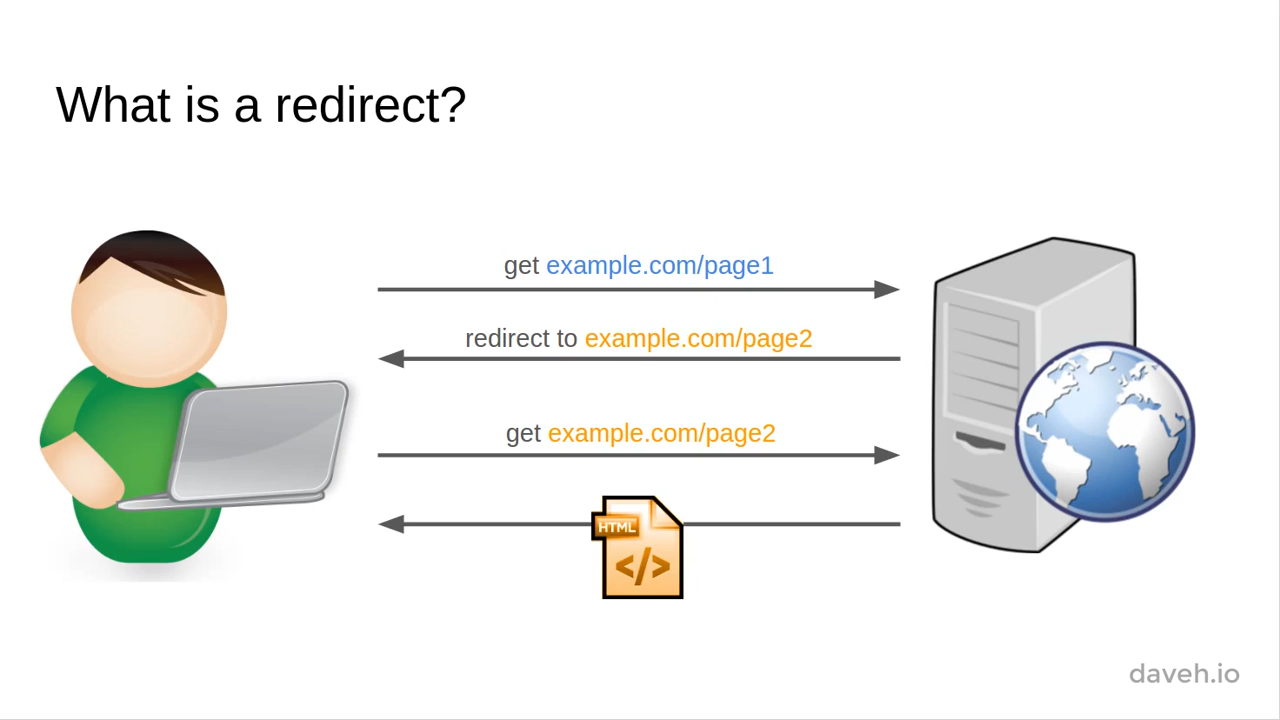 What is a redirect?
get example.com/page1
redirect to example.com/page2
get example.com/page2
HTML
</>
daveh.io